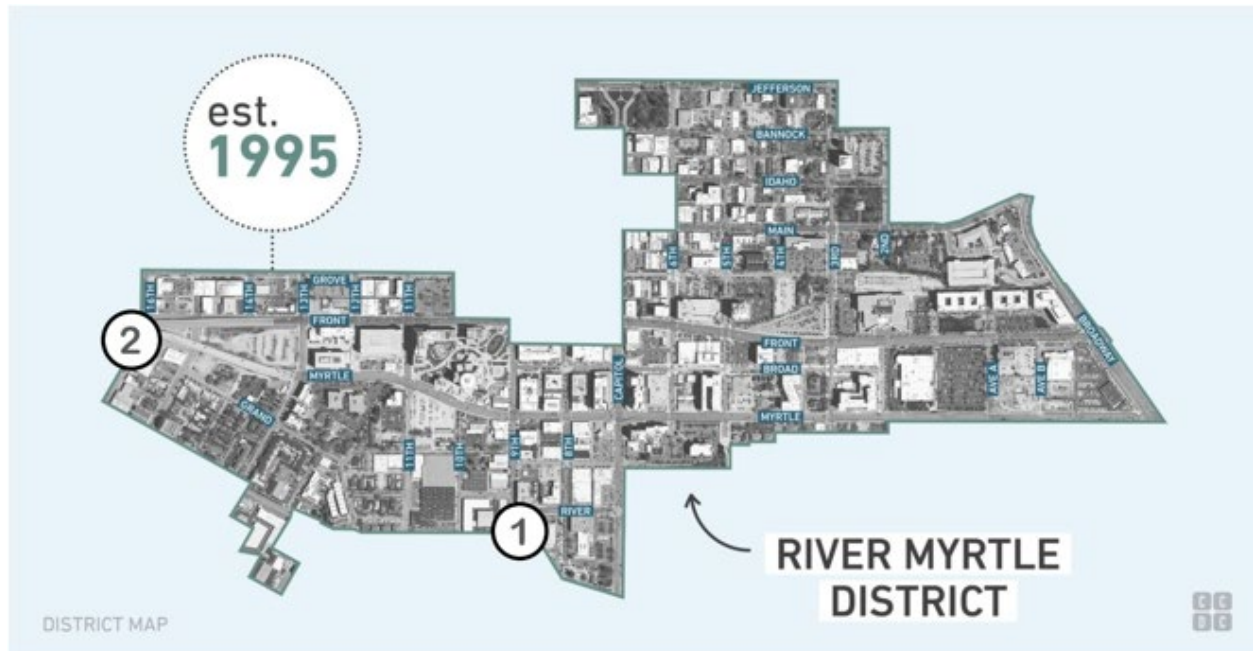 est.
1995
JEFFERSON
BANNOCK
IDAHO
MAIN
6TH
5TH
4TH
3RD
2ND
16TH
14TH
13TH
GROVE
12TH
11TH
FRONT
2
MYRTLE
GRAND
CAPITOL
FRONT
BROAD
MYRTLE
AVE A
AVE B
BROADWAY
11TH
10TH
9TH
8TH
RIVER
1
RIVER MYRTLE
DISTRICT
DISTRICT MAP
C C
D C